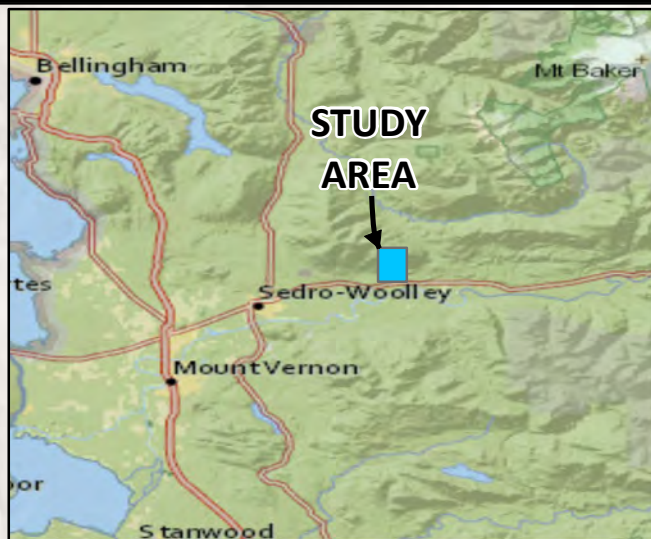 Bellingham
Mt Baker
STUDY
AREA
tes
Sedro-Woolley
Mount Vernon
oor
Stanwood